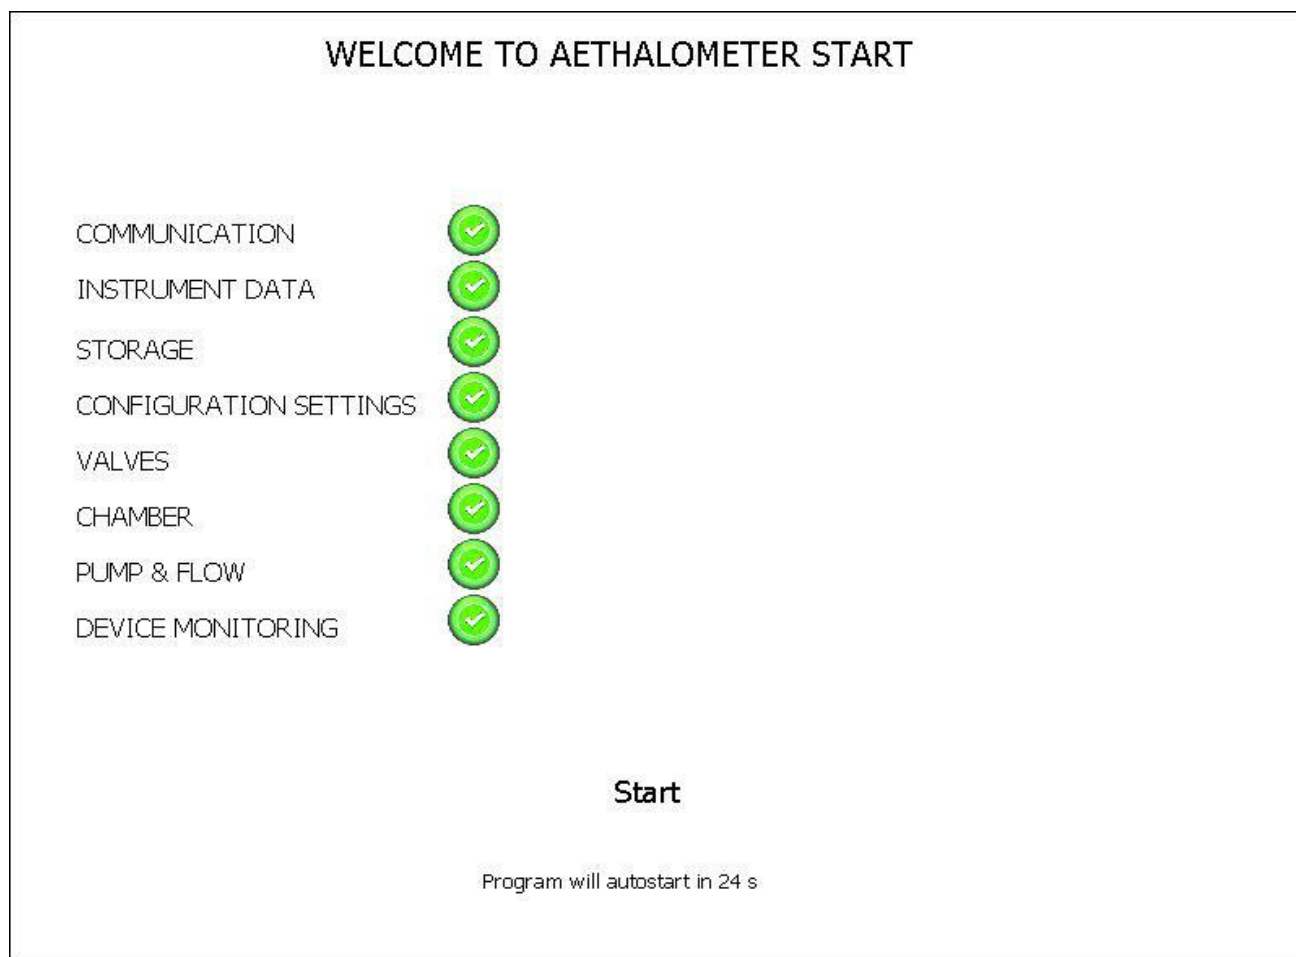 WELCOME TO AETHALOMETER START
COMMUNICATION
INSTRUMENT DATA
STORAGE
CONFIGURATION SETTINGS
VALVES
CHAMBER
PUMP & FLOW
DEVICE MONITORING
Start
Program will autostart in 24 s